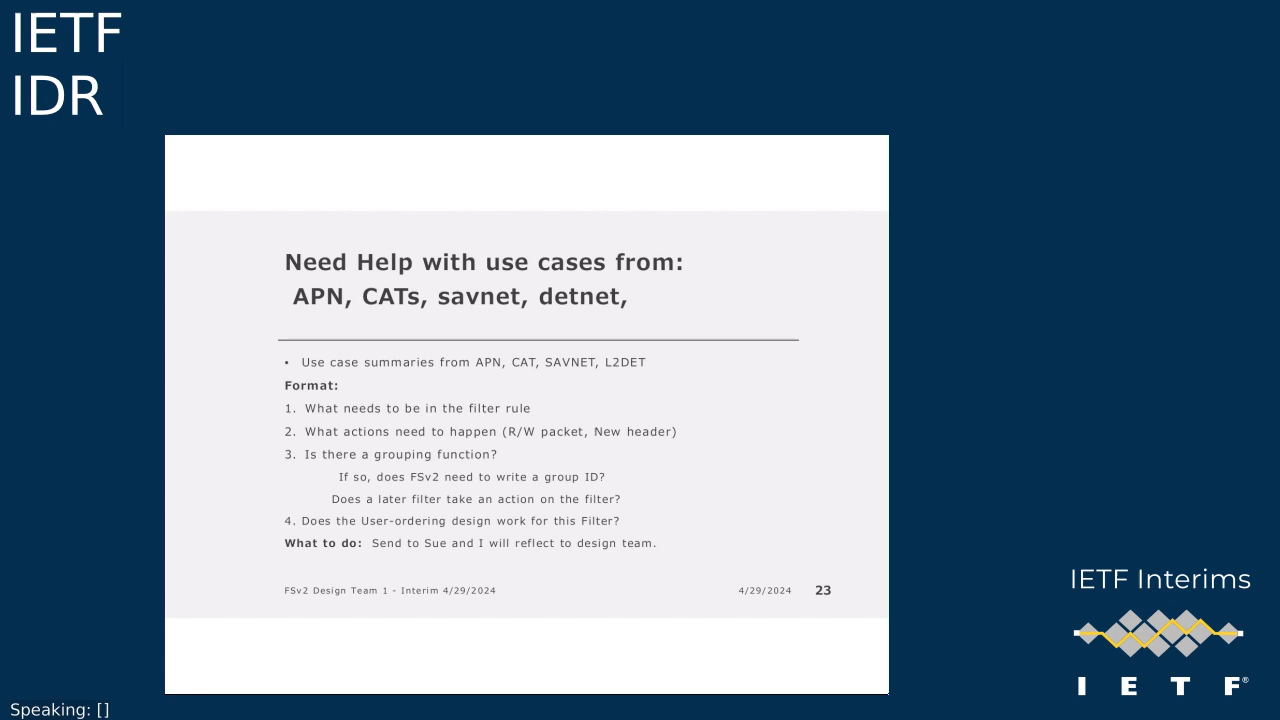 IETF
IDR
Need Help with use cases from:
APN, CATs, savnet, detnet,
• Use case summaries from APN, CAT, SAVNET, L2DET
Format:
1. What needs to be in the filter rule
2. What actions need to happen (R/W packet, New header)
3. Is there a grouping function?
If so, does FSv2 need to write a group ID?
Does a later filter take an action on the filter?
4. Does the User-ordering design work for this Filter?
What to do: Send to Sue and I will reflect to design team.
FSv2 Design Team 1 - Interim 4/29/2024 4/29/2024 23
IETF Interims
I E T F®
Speaking: []